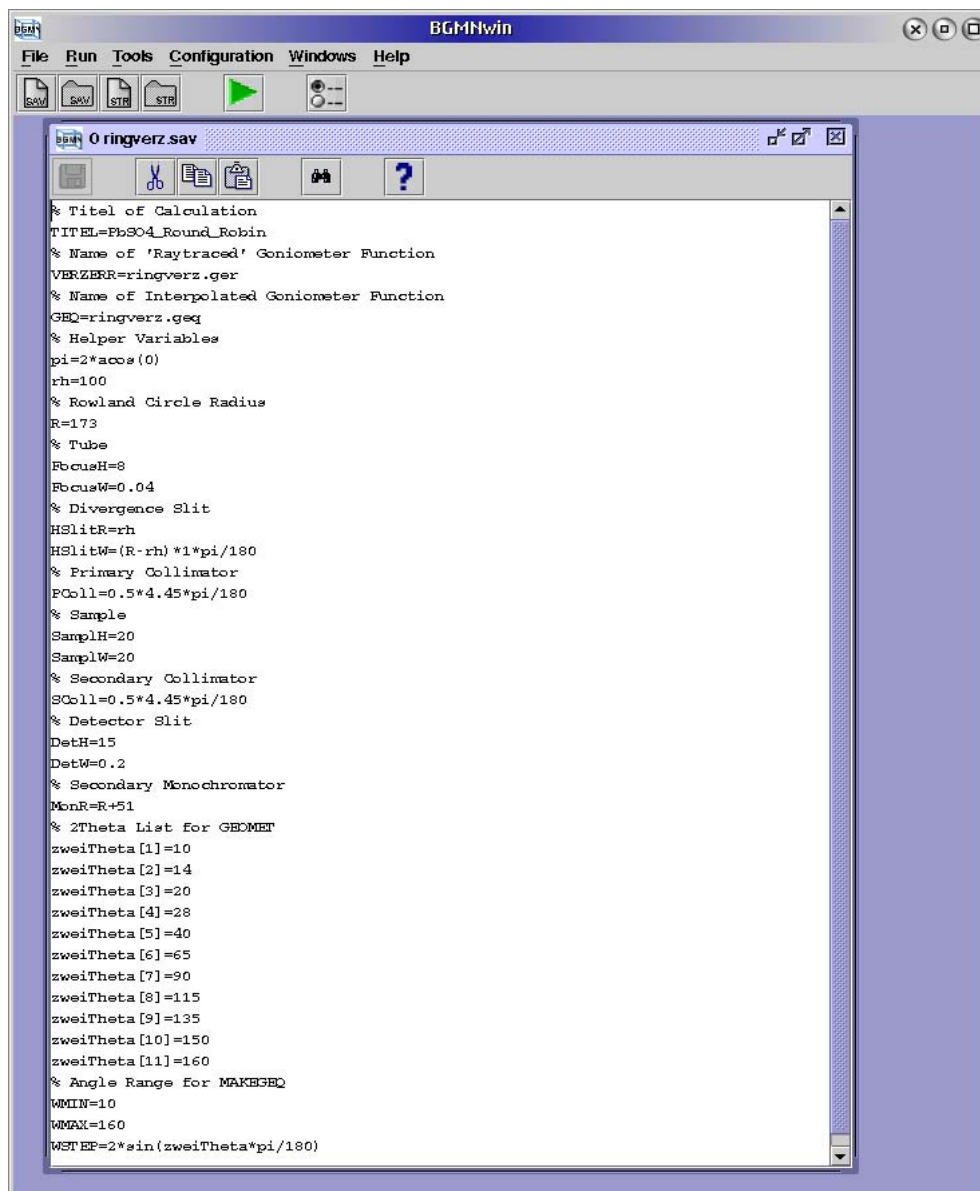 BGMN
BGMNwin
File Run Tools Configuration Windows Help
SAV SAV STR STR
BGMN 0 ringverz.sav
% Titel of Calculation
TITEL=PbSO4_Round_Robin
% Name of 'Raytraced' Goniometer Function
VERZERR=ringverz.ger
% Name of Interpolated Goniometer Function
GEQ=ringverz.geq
% Helper Variables
pi=2*acos(0)
rh=100
% Rowland Circle Radius
R=173
% Tube
FocusH=8
FocusW=0.04
% Divergence Slit
HSlitR=rh
HSlitW=(R-rh)*1*pi/180
% Primary Collimator
PColl=0.5*4.45*pi/180
% Sample
SamplH=20
SamplW=20
% Secondary Collimator
SColl=0.5*4.45*pi/180
% Detector Slit
DetH=15
DetW=0.2
% Secondary Monochromator
MonR=R+51
% 2Theta List for GEOMET
zweiTheta[1]=10
zweiTheta[2]=14
zweiTheta[3]=20
zweiTheta[4]=28
zweiTheta[5]=40
zweiTheta[6]=65
zweiTheta[7]=90
zweiTheta[8]=115
zweiTheta[9]=135
zweiTheta[10]=150
zweiTheta[11]=160
% Angle Range for MAKEGEQ
WMIN=10
WMAX=160
WSTEP=2*sin(zweiTheta*pi/180)